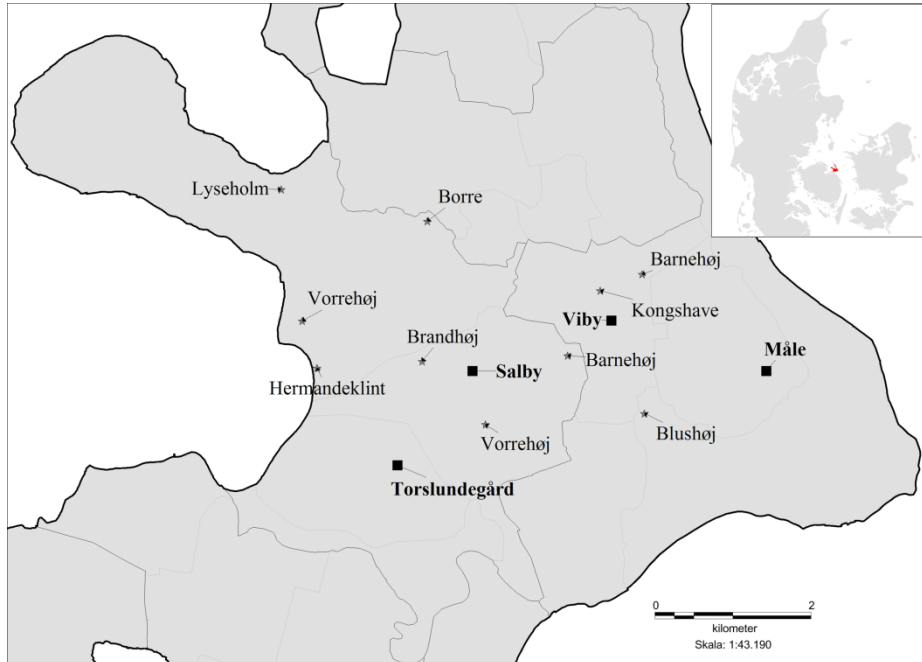 Lyseholm
Borre
Barnehøj
Kongshave
Vorrehøj
Viby
Brandhøj
Barnehøj
Måle
Salby
Hermandeklint
Blushøj
Vorrehøj
Torslundegård
0 2
kilometer
Skala: 1:43.190